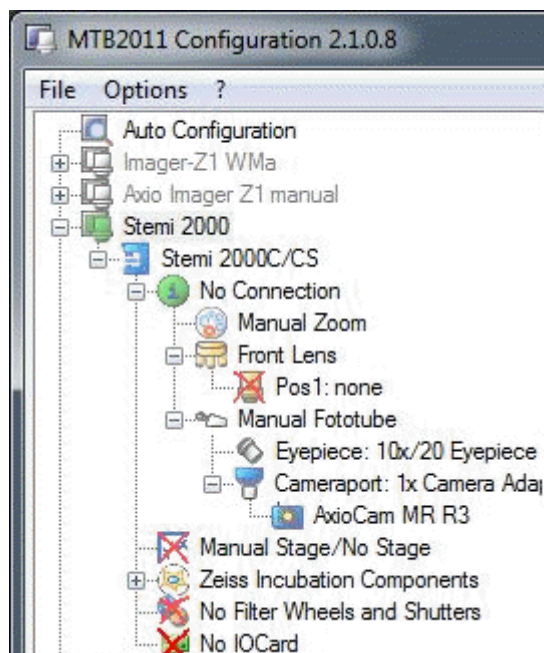 MTB2011 Configuration 2.1.0.8
File Options ?
Auto Configuration
Imager-Z1 WMa
Axio Imager Z1 manual
Stemi 2000
Stemi 2000C/CS
No Connection
Manual Zoom
Front Lens
Pos1: none
Manual Fototube
Eyepiece: 10x/20 Eyepiece
Cameraport: 1x Camera Ada
AxioCam MR R3
Manual Stage/No Stage
Zeiss Incubation Components
No Filter Wheels and Shutters
No IOCard